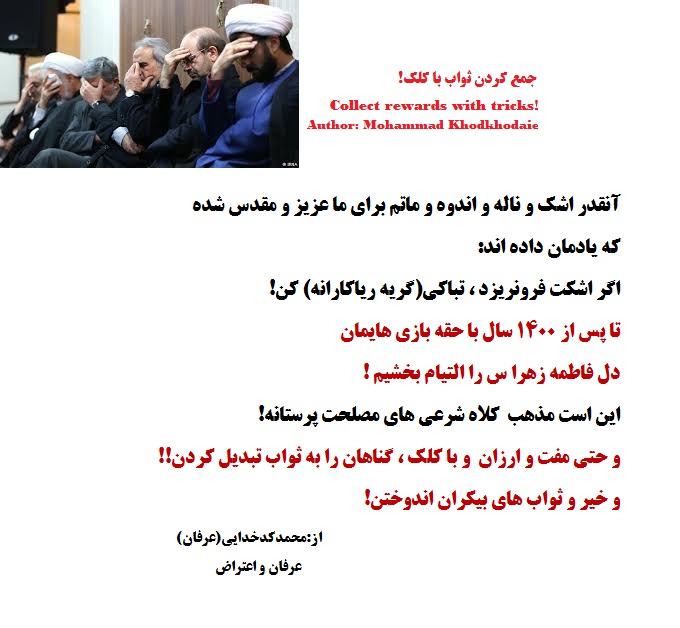 جمع کردن ثواب با کلک!
Collect rewards with tricks!
Author: Mohammad Khodkhodaie
© IRNA
آنقدر اشک و ناله و اندوه و ماتم برای ما عزیز و مقدس شده
که یادمان داده اند:
اگر اشکت فرونریزد ، تباکی(گریه ریاکارانه) کن!
تا پس از ۱۴۰۰ سال با حقه بازی هایمان
دل فاطمه زهرا س را التیام بخشیم !
این است مذهب کلاه شرعی های مصلحت پرستانه!
و حتی مفت و ارزان و با کلک ، گناهان را به ثواب تبدیل کردن!!
و خیر و ثواب های بیکران اندوختن!
از:محمدکدخدایی(عرفان)
عرفان و اعتراض